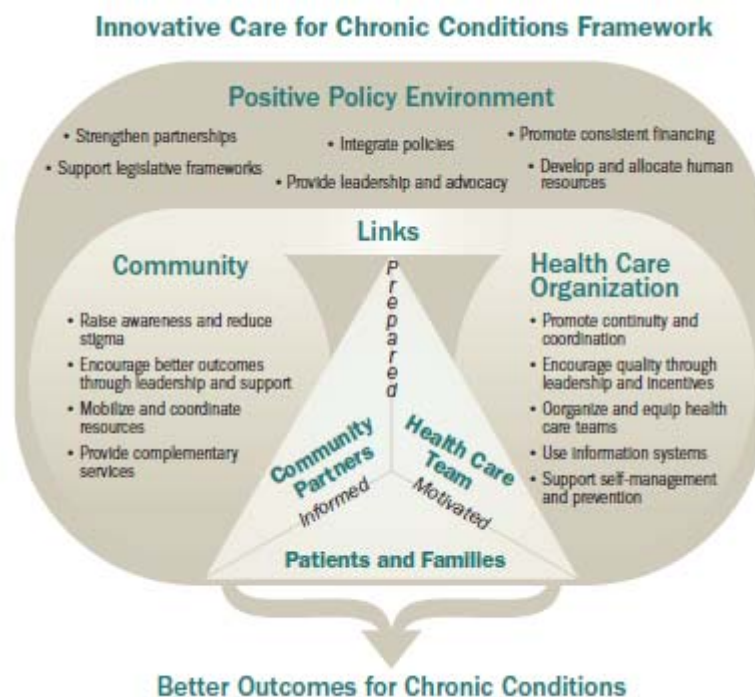 Innovative Care for Chronic Conditions Framework
Positive Policy Environment
• Strengthen partnerships
• Support legislative frameworks
• Integrate policies
• Provide leadership and advocacy
• Promote consistent financing
• Develop and allocate human
resources
Links
Community
• Raise awareness and reduce
stigma
• Encourage better outcomes
through leadership and support
• Mobilize and coordinate
resources
• Provide complementary
services
Prepared
Community
Partners
Informed
Health Care
Team
Motivated
Patients and Families
Health Care
Organization
• Promote continuity and
coordination
• Encourage quality through
leadership and incentives
• Oorganize and equip health
care teams
• Use information systems
• Support self-management
and prevention
Better Outcomes for Chronic Conditions